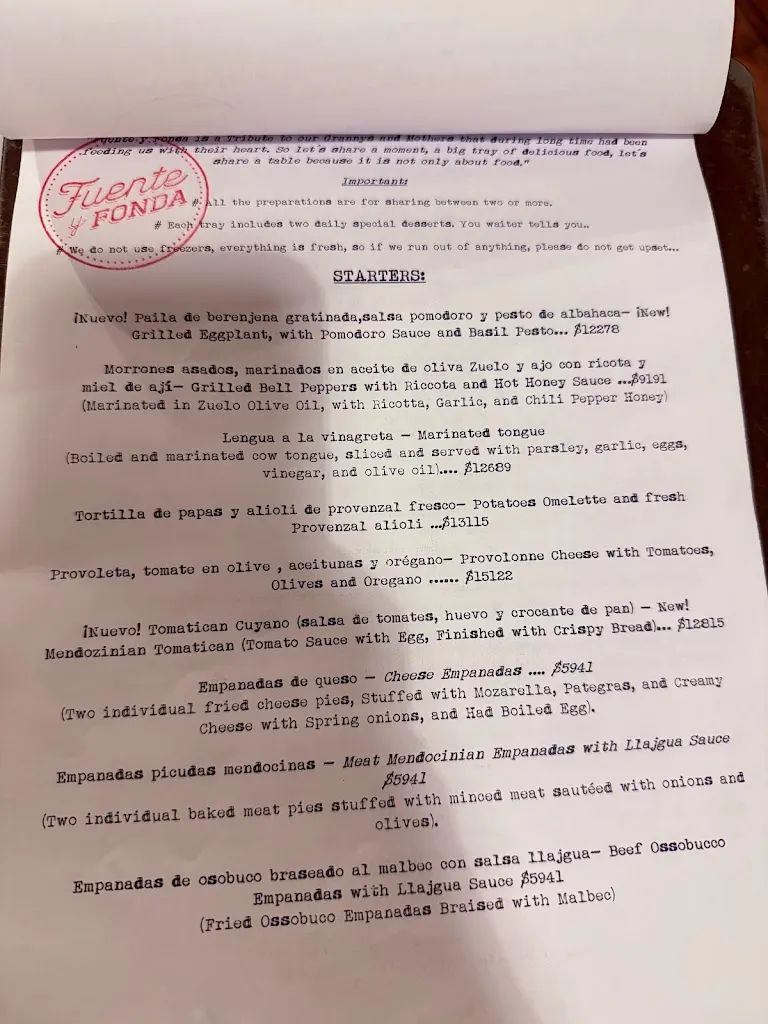 Fuente y Fonda is a Tribute to our Grannys and Mothers that during long time had been
feeding us with their heart. So let's share a moment, a big tray of delicious food, let's
share a table because it is not only about food."
Fuente
y FONDA
Important:
# All the preparations are for sharing between two or more.
# Each tray includes two daily special desserts. You waiter tells you..
# We do not use freezers, everything is fresh, so if we run out of anything, please do not get upset...
STARTERS:
¡Nuevo! Paila de berenjena gratinada,salsa pomodoro y pesto de albahaca— ¡New!
Grilled Eggplant, with Pomodoro Sauce and Basil Pesto... $12278
Morrones asados, marinados en aceite de oliva Zuelo y ajo con ricota y
miel de ají— Grilled Bell Peppers with Riccota and Hot Honey Sauce ...$9191
(Marinated in Zuelo Olive Oil, with Ricotta, Garlic, and Chili Pepper Honey)
Lengua a la vinagreta — Marinated tongue
(Boiled and marinated cow tongue, sliced and served with parsley, garlic, eggs,
vinegar, and olive oil).... $12689
Tortilla de papas y alioli de provenzal fresco— Potatoes Omelette and fresh
Provenzal alioli ...$13115
Provoleta, tomate en olive , aceitunas y orégano— Provolonne Cheese with Tomatoes,
Olives and Oregano ...... $15122
¡Nuevo! Tomatican Cuyano (salsa de tomates, huevo y crocante de pan) — New!
Mendozinian Tomatican (Tomato Sauce with Egg, Finished with Crispy Bread)... $12815
Empanadas de queso — Cheese Empanadas .... $5941
(Two individual fried cheese pies, Stuffed with Mozarella, Pategras, and Creamy
Cheese with Spring onions, and Had Boiled Egg).
Empanadas picudas mendocinas — Meat Mendocinian Empanadas with Llajgua Sauce
$5941
(Two individual baked meat pies stuffed with minced meat sautéed with onions and
olives).
Empanadas de osobuco braseado al malbec con salsa llajgua— Beef Ossobucco
Empanadas with Llajgua Sauce $5941
(Fried Ossobuco Empanadas Braised with Malbec)